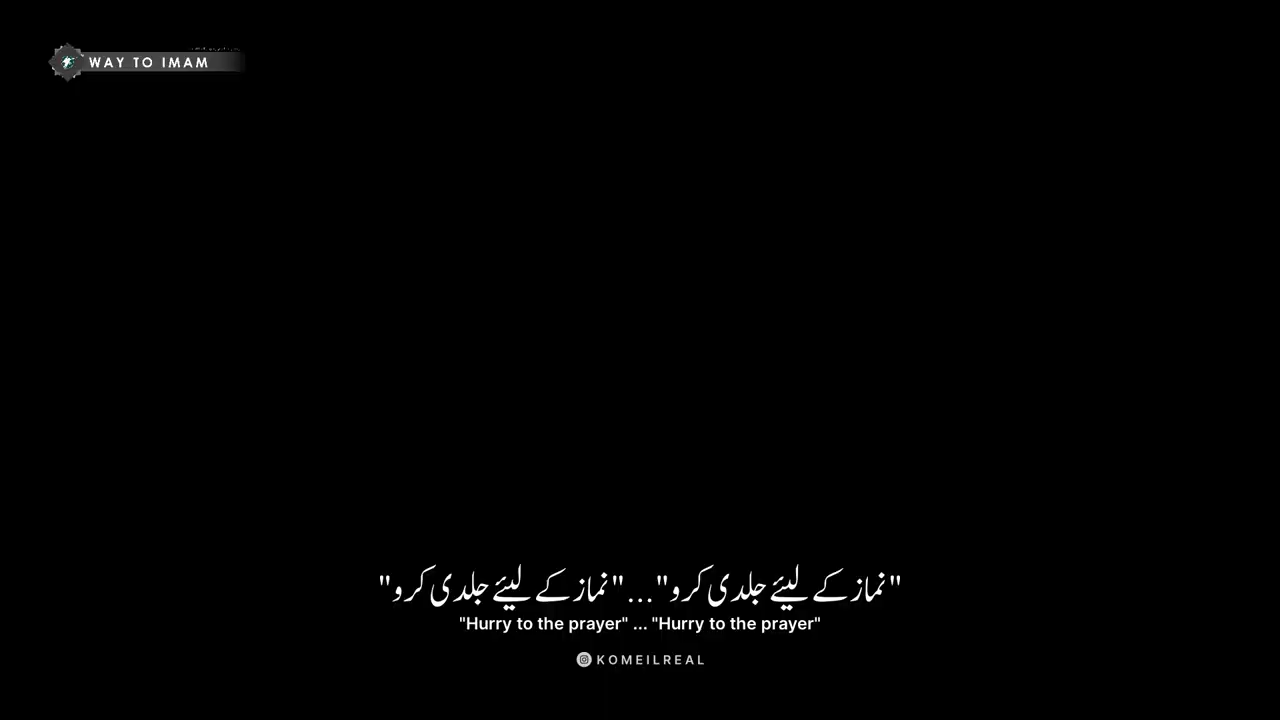 WAY TO IMAM
"نماز کے لیئے جلدی کرو"..."نماز کے لیئے جلدی کرو"
"Hurry to the prayer" ... "Hurry to the prayer"
KOMEILREAL